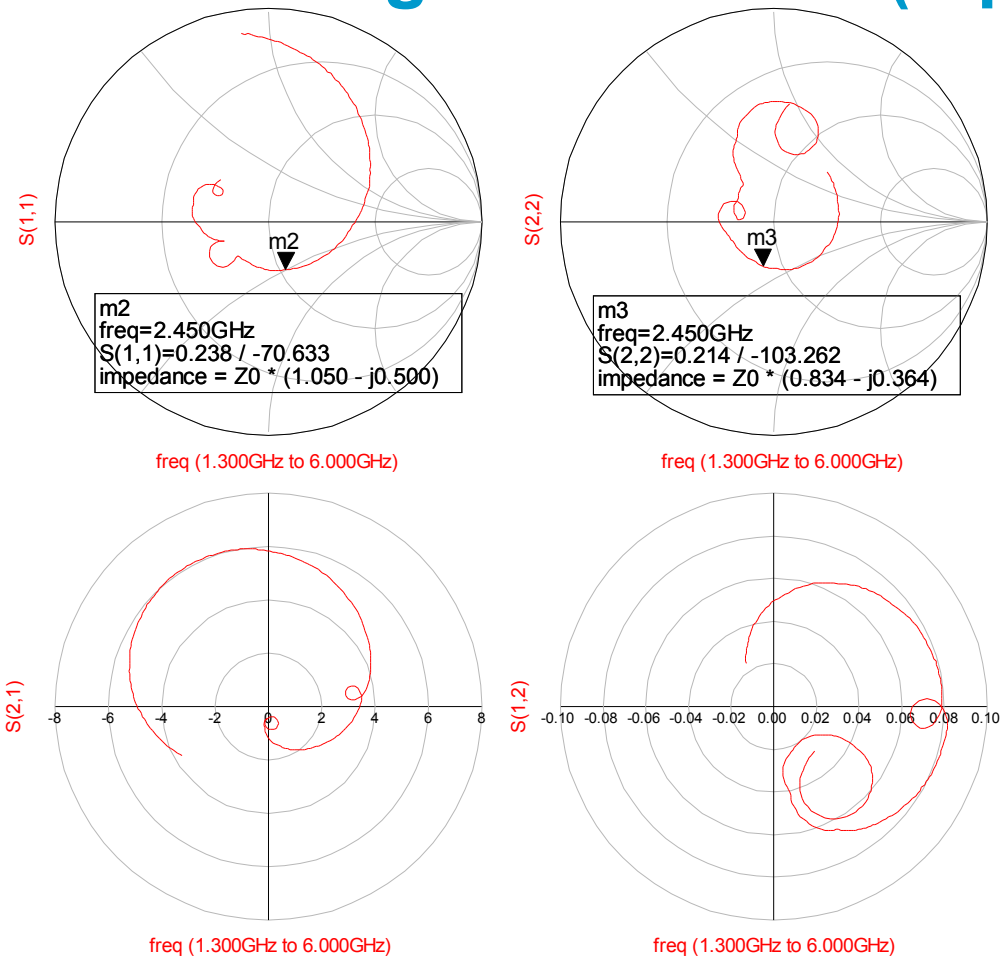 S(1,1)
m2
m2
freq=2.450GHz
S(1,1)=0.238 / -70.633
impedance = Z0 * (1.050 - j0.500)
freq (1.300GHz to 6.000GHz)
S(2,2)
m3
m3
freq=2.450GHz
S(2,2)=0.214 / -103.262
impedance = Z0 * (0.834 - j0.364)
freq (1.300GHz to 6.000GHz)
S(2,1)
-8 -6 -4 -2 0 2 4 6 8
freq (1.300GHz to 6.000GHz)
S(1,2)
-0.10 -0.08 -0.06 -0.04 -0.02 0.00 0.02 0.04 0.06 0.08 0.10
freq (1.300GHz to 6.000GHz)